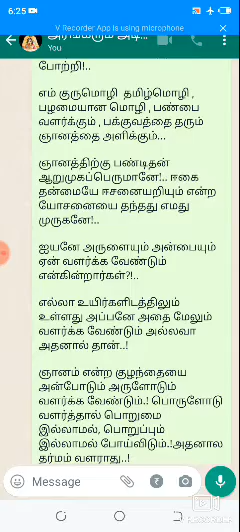 6:25
V Recorder App is using microphone
You
போற்றி!..
எம் குருமொழி தமிழ்மொழி ,
பழமையான மொழி , பண்பை
வளர்க்கும் , பக்குவத்தை தரும்
ஞானத்தை அளிக்கும்...
ஞானத்திற்கு பண்டிதன்
ஆறுமுகப்பெருமானே!.. ஈகை
தன்மையே ஈசனையறியும் என்ற
யோசனையை தந்தது எமது
முருகனே!..
ஐயனே அருளையும் அன்பையும்
ஏன் வளர்க்க வேண்டும்
என்கின்றார்கள்?!..
எல்லா உயிர்களிடத்திலும்
உள்ளது அப்பனே அதை மேலும்
வளர்க்க வேண்டும் அல்லவா
அதனால் தான்..!
ஞானம் என்ற குழந்தையை
அன்போடும் அருளோடும்
வளர்க்க வேண்டும்.! பொருளோடு
வளர்த்தால் பொறுமை
இல்லாமல், பொறுப்பும்
இல்லாமல் போய்விடும்.!அதனால
தர்மம் வளராது..!
Message